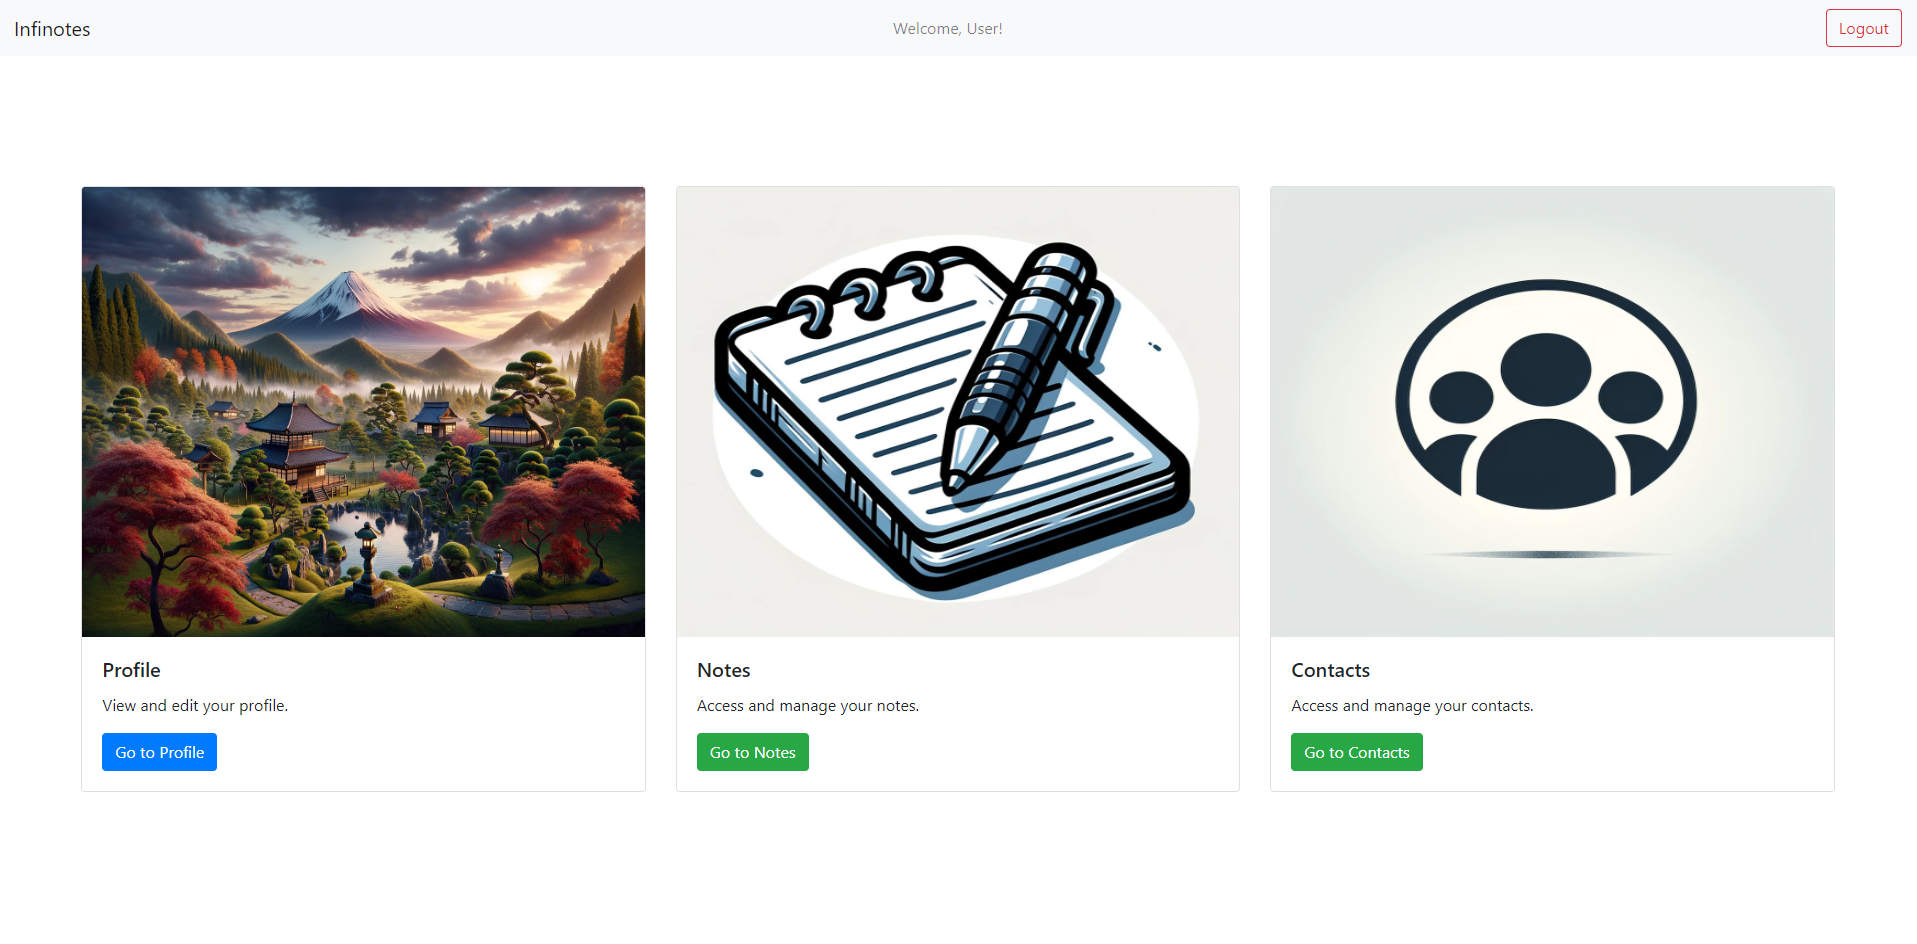 Infinotes
Welcome, User!
Logout
Profile
View and edit your profile.
Go to Profile
Notes
Access and manage your notes.
Go to Notes
Contacts
Access and manage your contacts.
Go to Contacts